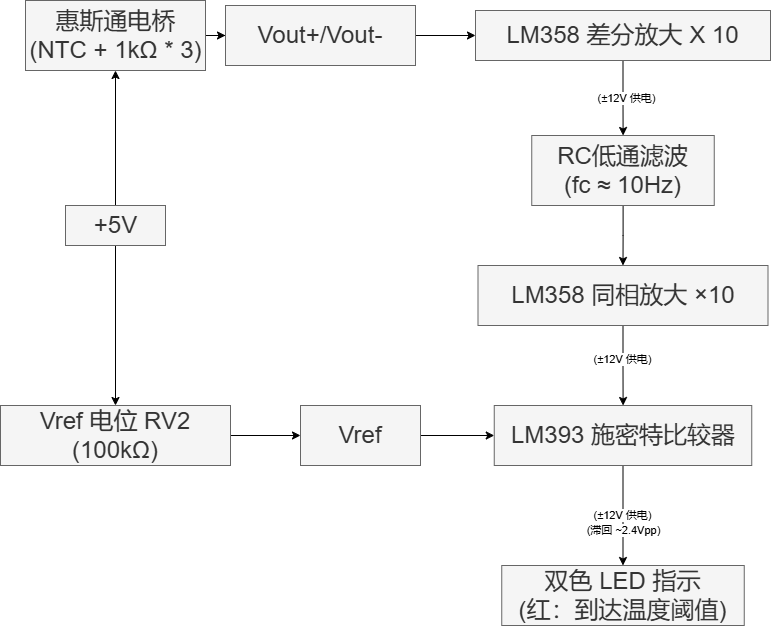 惠斯通电桥
(NTC + 1kΩ * 3)
Vout+/Vout-
LM358 差分放大 X 10
(±12V 供电)
RC低通滤波
(fc ≈ 10Hz)
+5V
LM358 同相放大 ×10
(±12V 供电)
Vref 电位 RV2
(100kΩ)
Vref
LM393 施密特比较器
(±12V 供电)
(滞回 ~2.4Vpp)
双色 LED 指示
(红：到达温度阈值)